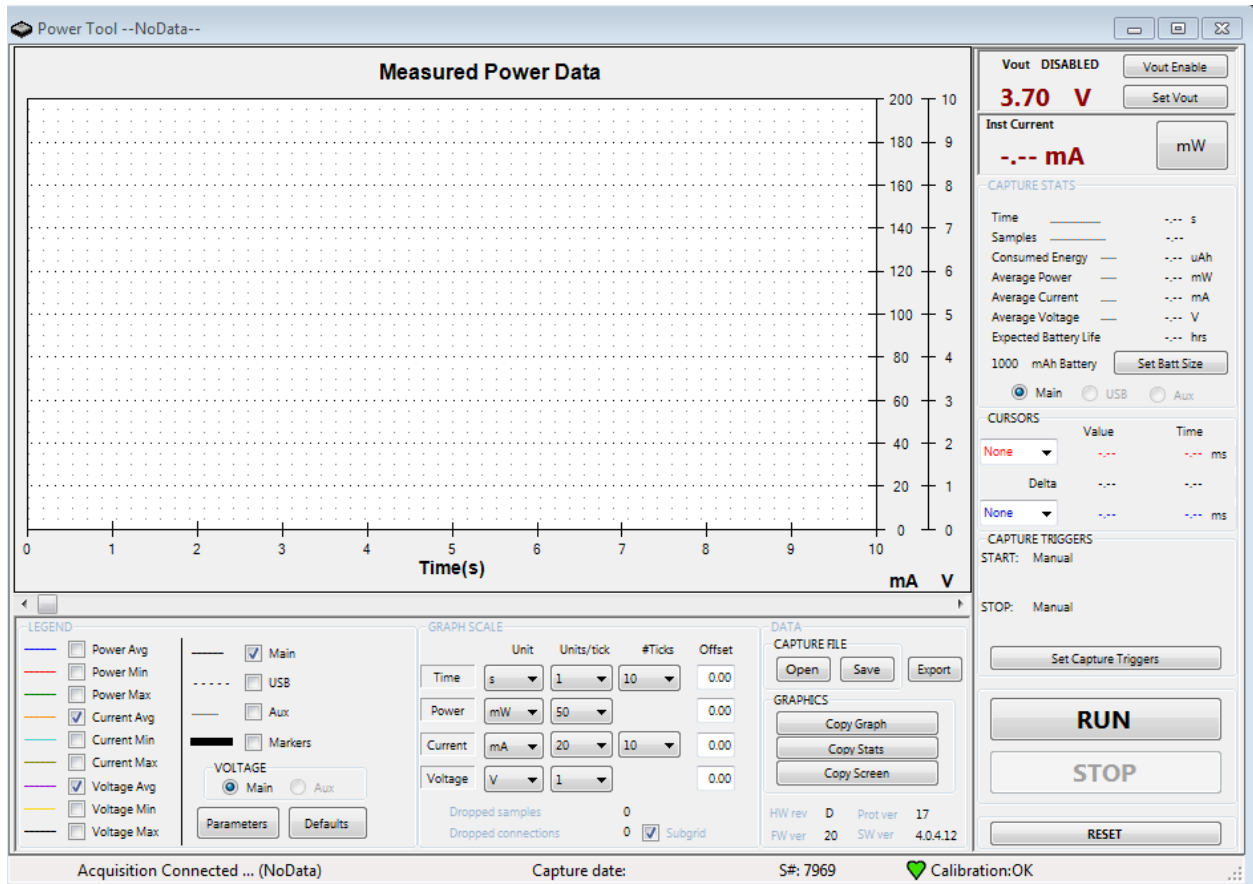 Power Tool --NoData--
Measured Power Data
200 10
180 9
160 8
140 7
120 6
100 5
80 4
60 3
40 2
20 1
0 0
0 1 2 3 4 5 6 7 8 9 10
Time(s)
mA V
Vout DISABLED Vout Enable
3.70 V Set Vout
Inst Current
-.-- mA mW
CAPTURE STATS
Time -.-- s
Samples -.--
Consumed Energy -.-- uAh
Average Power -.-- mW
Average Current -.-- mA
Average Voltage -.-- V
Expected Battery Life -.-- hrs
1000 mAh Battery Set Batt Size
Main USB Aux
CURSORS
Value Time
None -.-- -.-- ms
Delta -.-- -.--
None -.-- -.-- ms
CAPTURE TRIGGERS
START: Manual
STOP: Manual
Set Capture Triggers
RUN
STOP
RESET
LEGEND
Power Avg
Power Min
Power Max
Current Avg
Current Min
Current Max
Voltage Avg
Voltage Min
Voltage Max
Main
USB
Aux
Markers
VOLTAGE
Main Aux
Parameters Defaults
GRAPH SCALE
Unit Units/tick #Ticks Offset
Time s 1 10 0.00
Power mW 50 0.00
Current mA 20 10 0.00
Voltage V 1 0.00
Dropped samples 0
Dropped connections 0 Subgrid
DATA
CAPTURE FILE
Open Save Export
GRAPHICS
Copy Graph
Copy Stats
Copy Screen
HW rev D Prot ver 17
FW ver 20 SW ver 4.0.4.12
Acquisition Connected ... (NoData) Capture date: S#: 7969 Calibration:OK